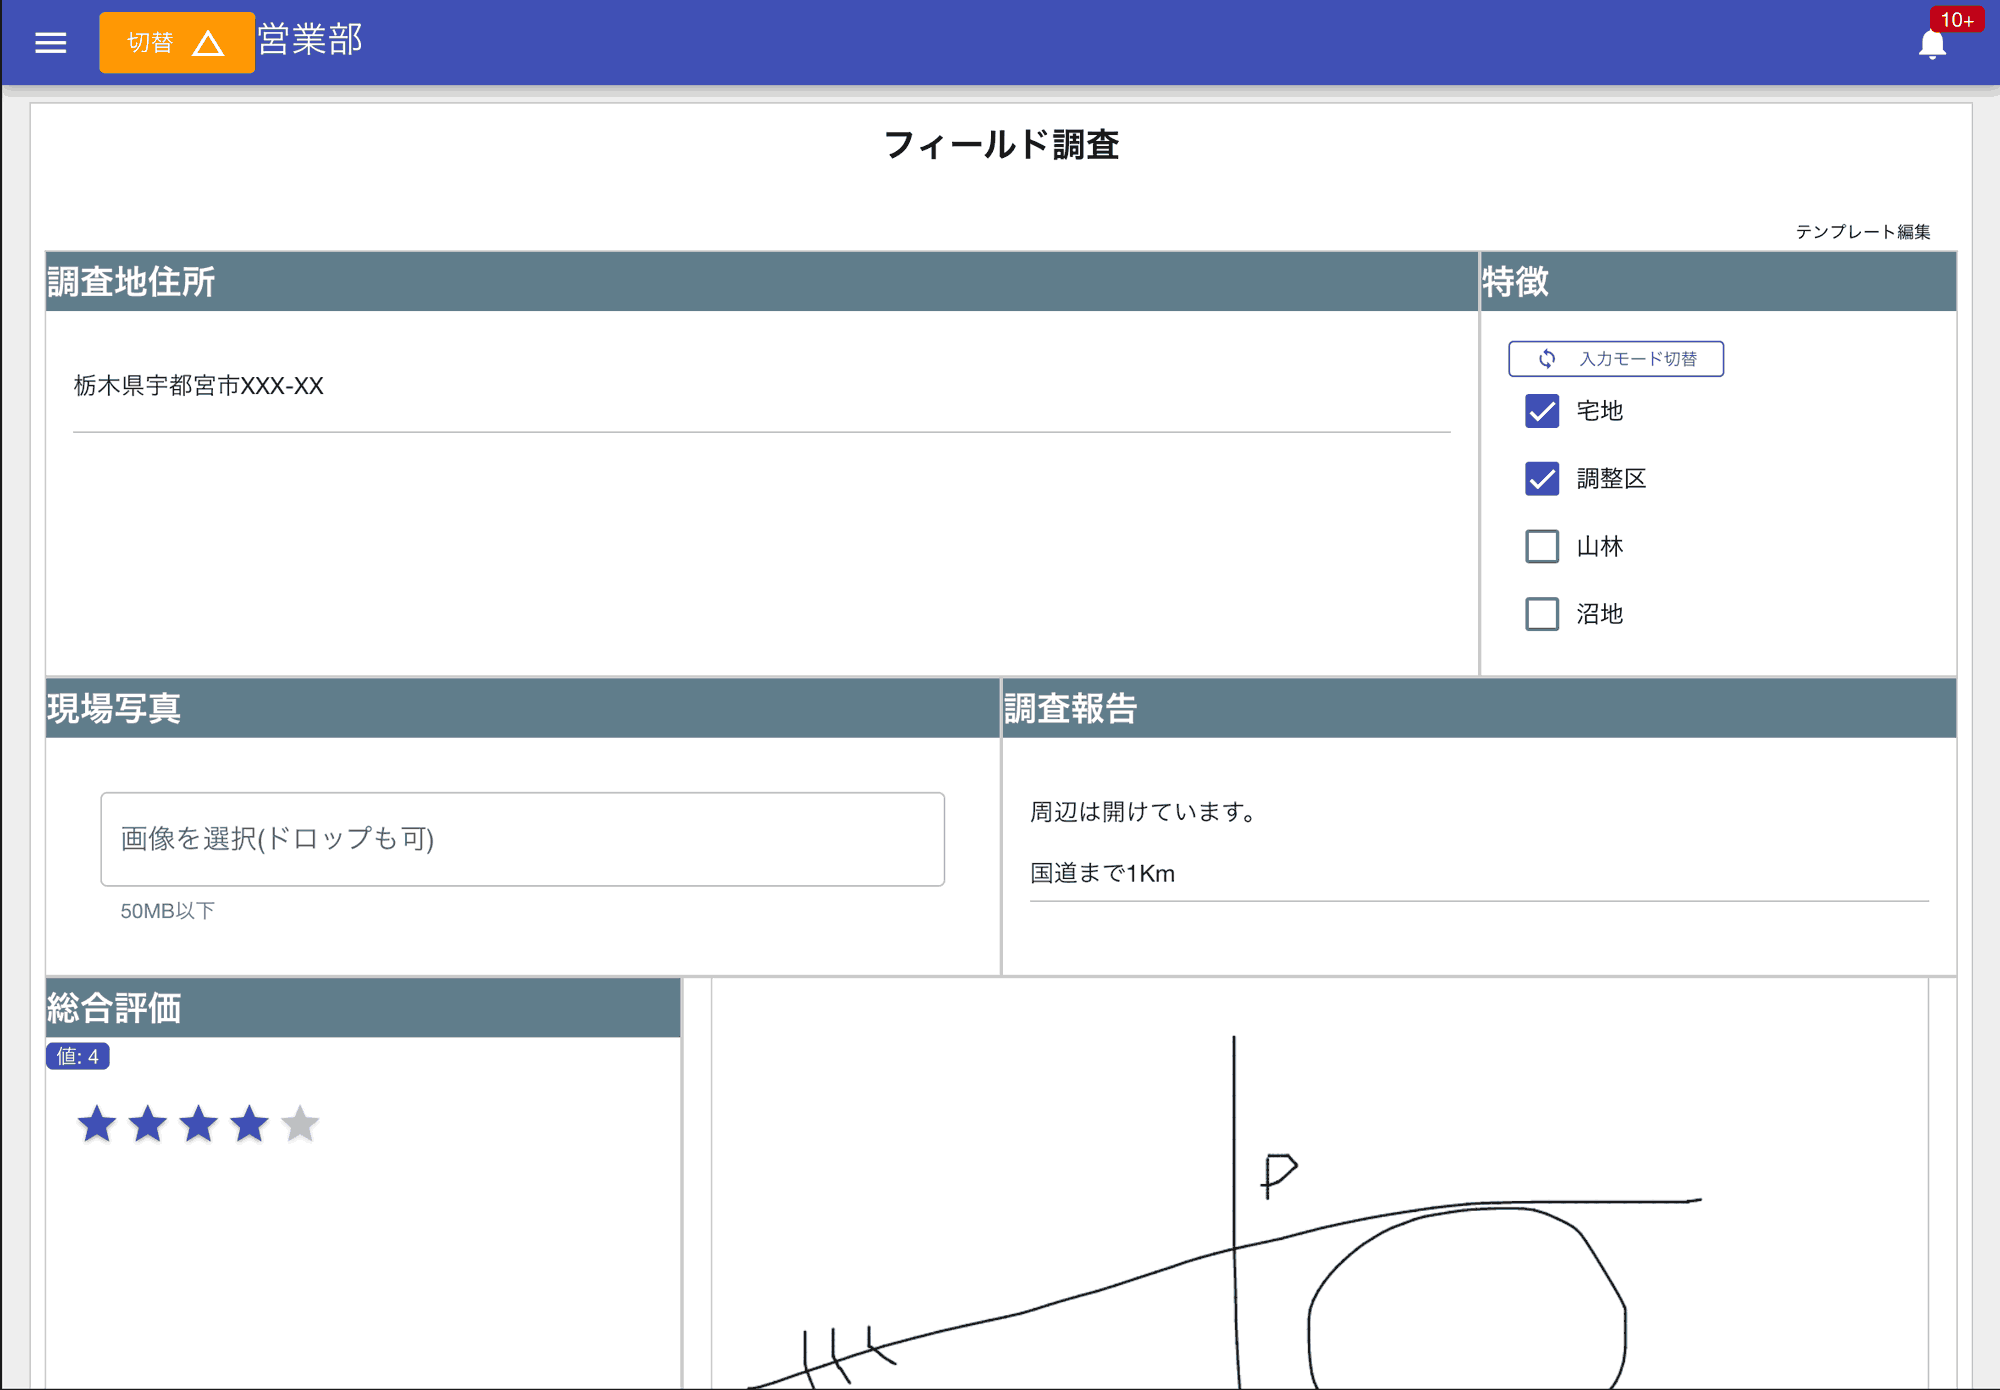 切替 営業部
10+
フィールド調査
テンプレート編集
調査地住所
栃木県宇都宮市XXX-XX
特徴
入力モード切替
宅地
調整区
山林
沼地
現場写真
画像を選択(ドロップも可)
50MB以下
調査報告
周辺は開けています。
国道まで1Km
総合評価
値: 4
P